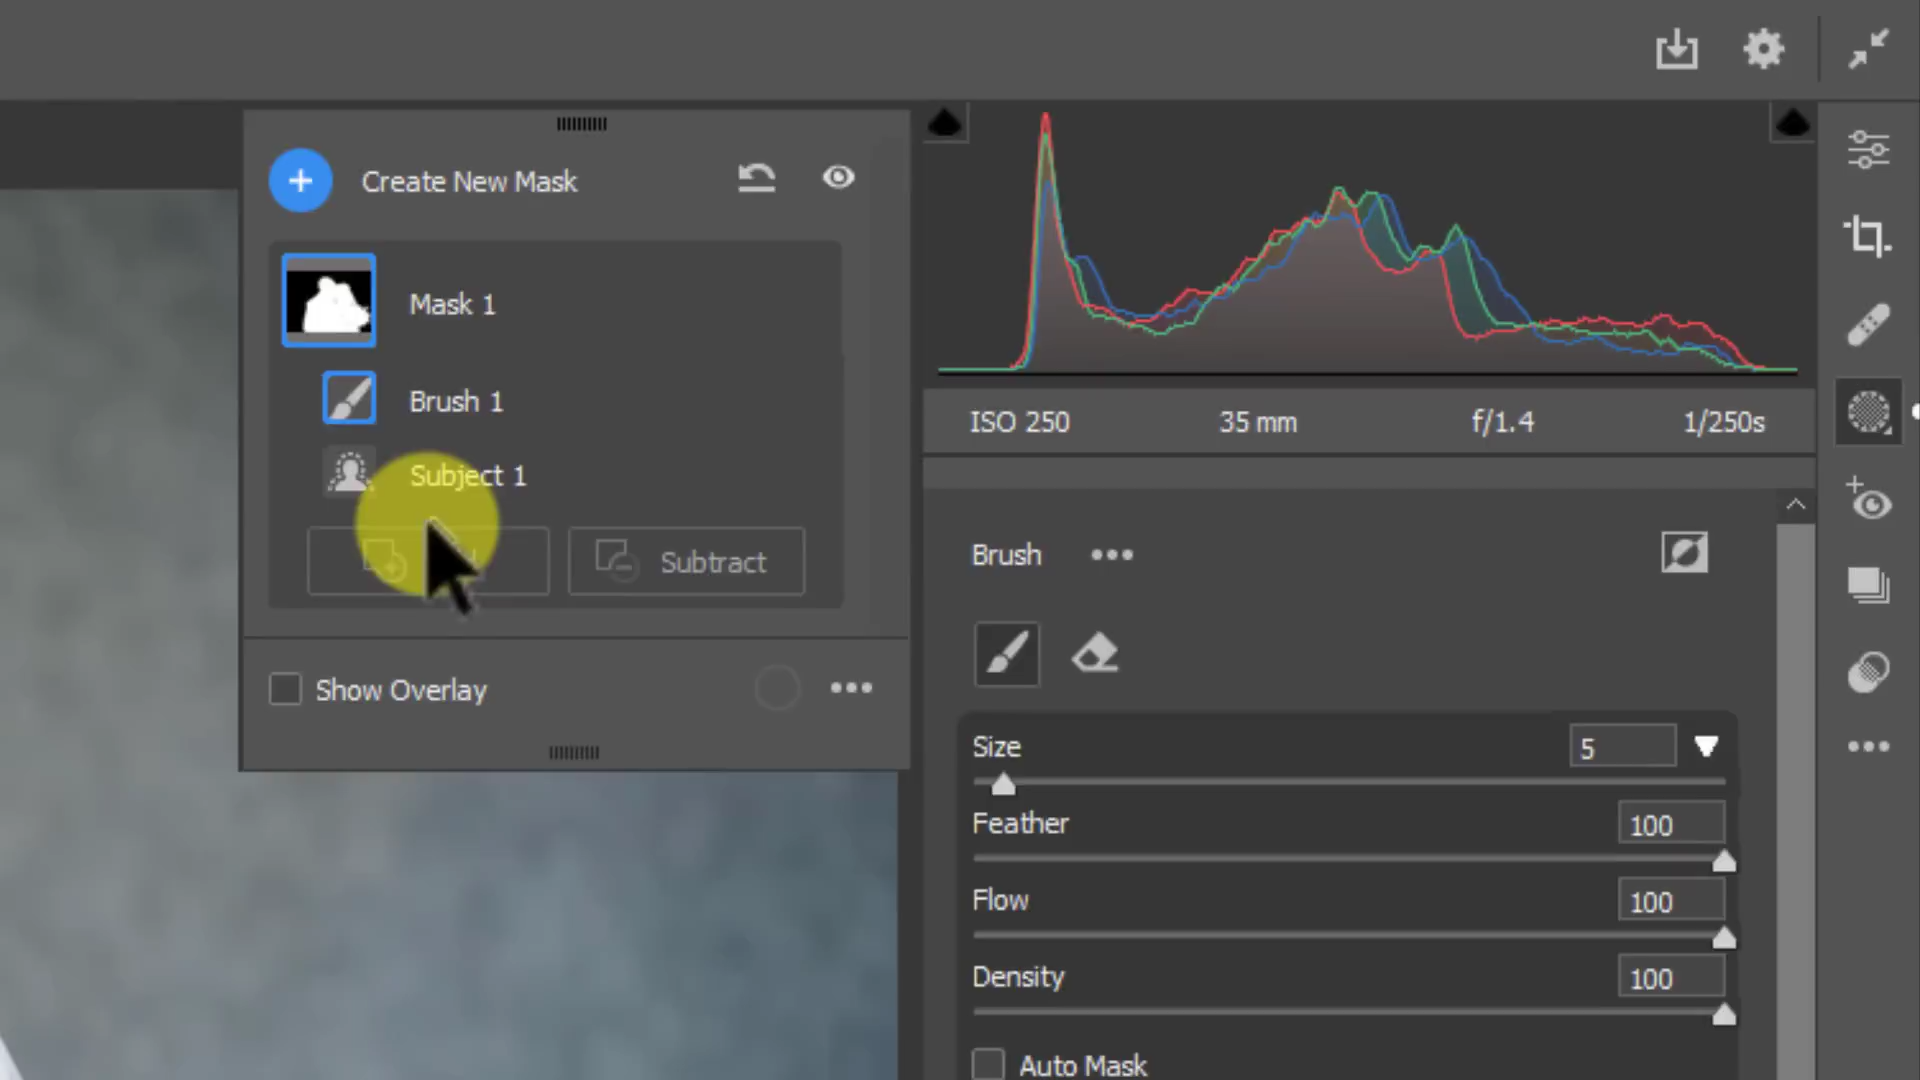 Create New Mask
Mask 1
Brush 1
Subject 1
Subtract
Show Overlay
ISO 250
35 mm
f/1.4
1/250s
Brush
Size
5
Feather
100
Flow
100
Density
100
Auto Mask